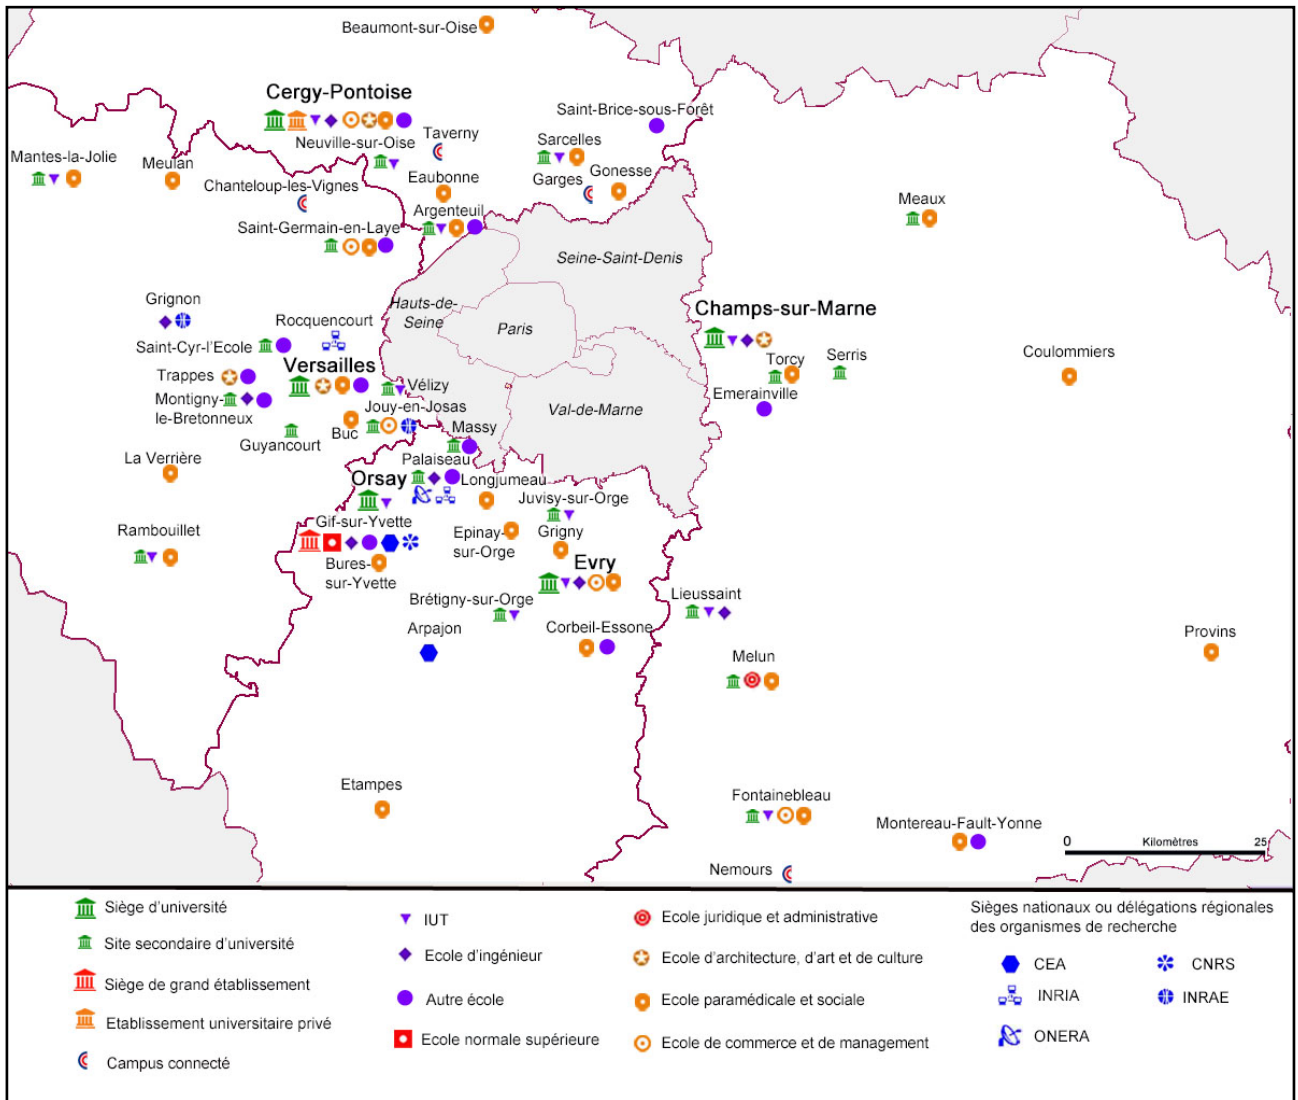 Beaumont-sur-Oise
Cergy-Pontoise
Saint-Brice-sous-Forêt
Taverny
Neuville-sur-Oise
Sarcelles
Mantes-la-Jolie
Meulan
Chanteloup-les-Vignes
Eaubonne
Garges
Gonesse
Meaux
Argenteuil
Saint-Germain-en-Laye
Seine-Saint-Denis
Grignon
Hauts-de-
Seine
Rocquencourt
Paris
Champs-sur-Marne
Saint-Cyr-l'Ecole
Versailles
Torcy
Serris
Coulommiers
Trappes
Vélizy
Emerainville
Montigny-
le-Bretonneux
Jouy-en-Josas
Val-de-Marne
Guyancourt
Buc
Massy
La Verrière
Palaiseau
Orsay
Longjumeau
Juvisy-sur-Orge
Rambouillet
Gif-sur-Yvette
Epinay-
sur-Orge
Grigny
Bures-
sur-Yvette
Evry
Brétigny-sur-Orge
Lieussaint
Arpajon
Corbeil-Essone
Provins
Melun
Etampes
Fontainebleau
Montereau-Fault-Yonne
Nemours
0 Kilomètres 25
Siège d'université
Site secondaire d'université
Siège de grand établissement
Etablissement universitaire privé
Campus connecté
IUT
Ecole d'ingénieur
Autre école
Ecole normale supérieure
Ecole juridique et administrative
Ecole d'architecture, d'art et de culture
Ecole paramédicale et sociale
Ecole de commerce et de management
Sièges nationaux ou délégations régionales
des organismes de recherche
CEA
CNRS
INRIA
INRAE
ONERA